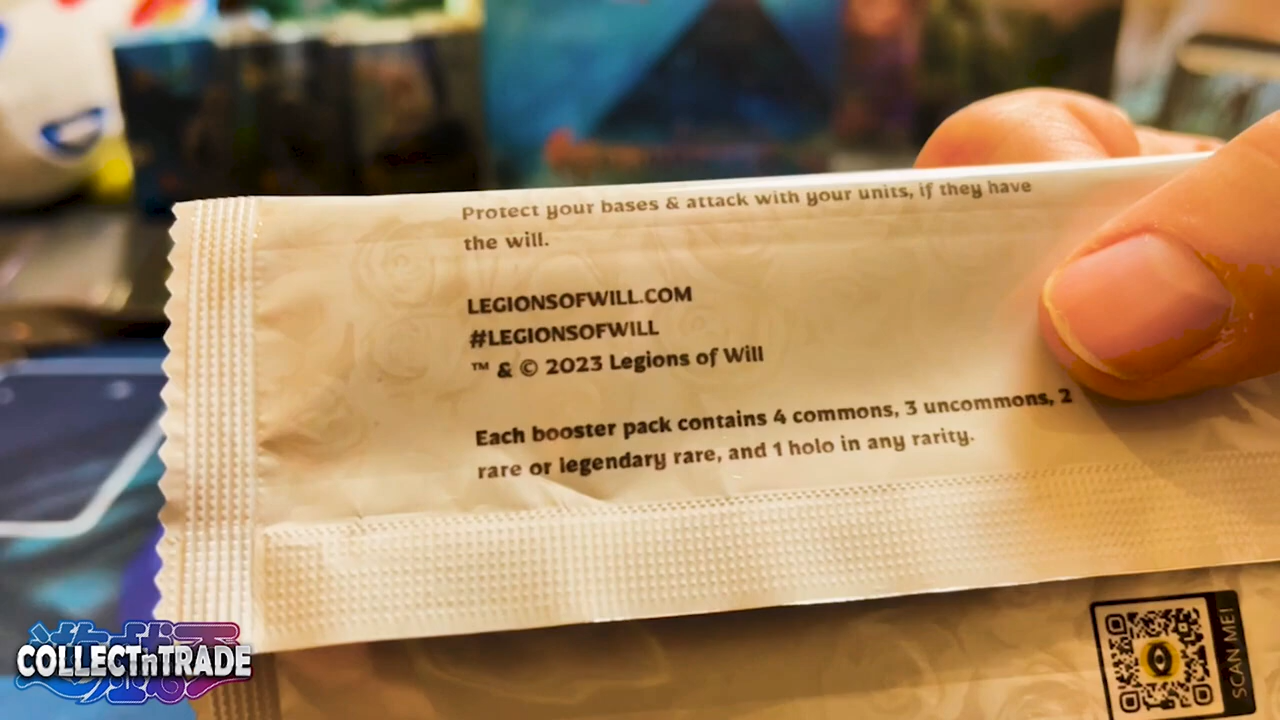 Protect your bases & attack with your units, if they have
the will.
LEGIONSOFWILL.COM
#LEGIONSOFWILL
™ & © 2023 Legions of Will
Each booster pack contains 4 commons, 3 uncommons, 2
rare or legendary rare, and 1 holo in any rarity.
SCAN ME!
COLLECTnTRADE